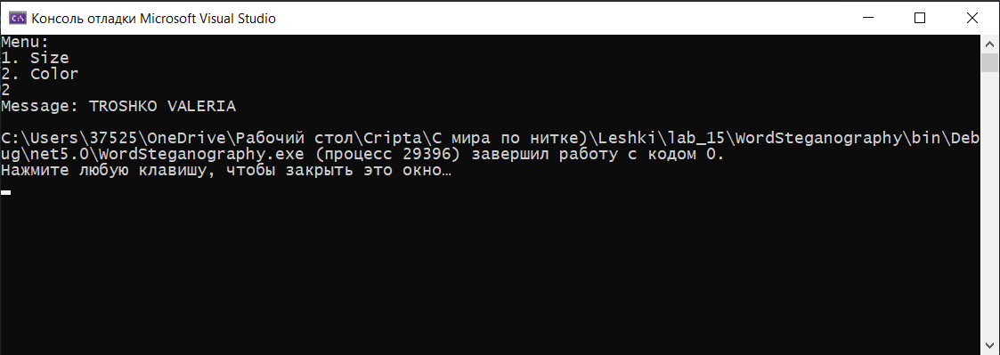 Консоль отладки Microsoft Visual Studio
Menu:
1. Size
2. Color
2
Message: TROSHKO VALERIA
C:\Users\37525\OneDrive\Рабочий стол\Cripta\С мира по нитке)\Leshki\lab_15\WordSteganography\bin\Deb
ug\net5.0\WordSteganography.exe (процесс 29396) завершил работу с кодом 0.
Нажмите любую клавишу, чтобы закрыть это окно…